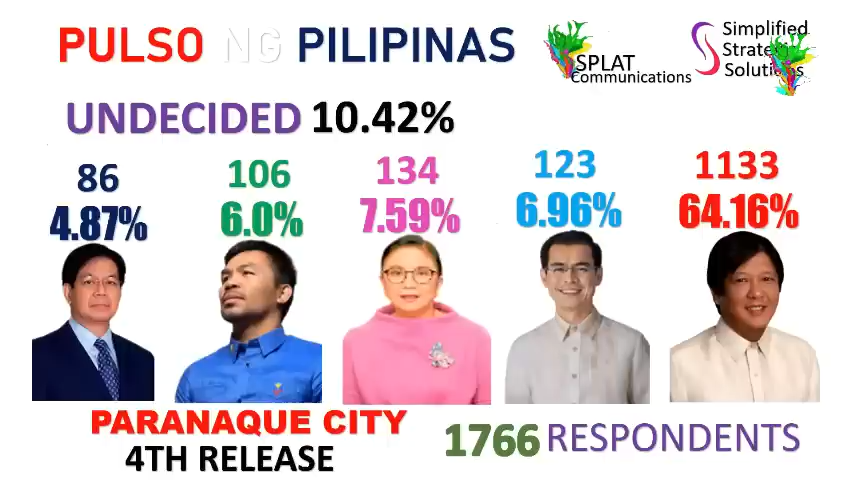 PULSO NG PILIPINAS
SPLAT
Communications
Simplified
Strategic
Solutions
UNDECIDED 10.42%
86
4.87%
106
6.0%
134
7.59%
123
6.96%
1133
64.16%
PARANAQUE CITY
4TH RELEASE
1766 RESPONDENTS